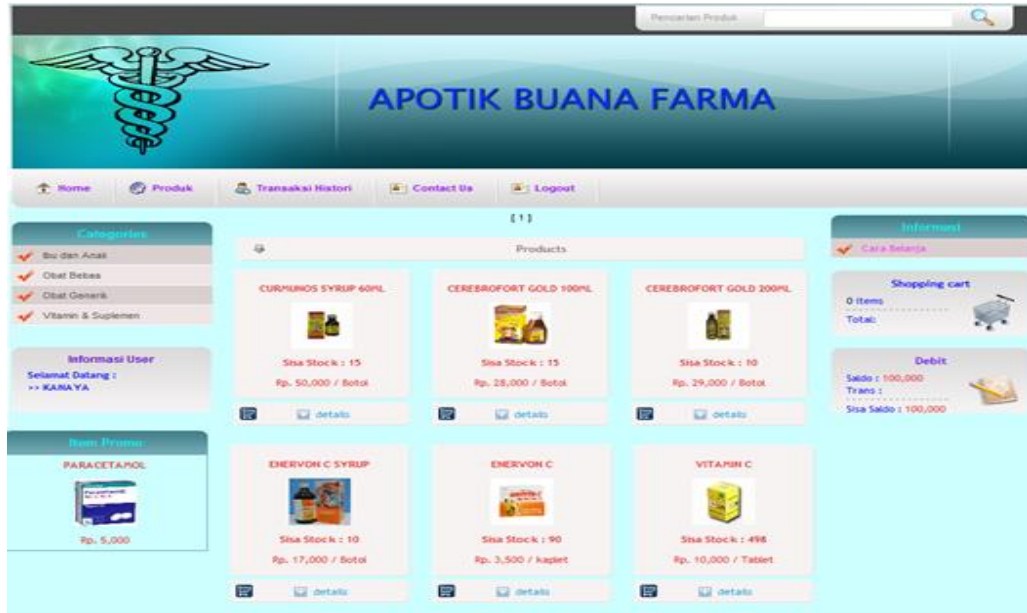 Pencarian Produk
APOTIK BUANA FARMA
Home
Produk
Transaksi Histori
Contact Us
Logout
Categories
Ibu dan Anak
Obat Bebas
Obat Generik
Vitamin & Suplemen
Informasi User
Selamat Datang :
>> KANAYA
Item Promo
PARACETAMOL
Rp. 5,000
[ 1 ]
Products
CURMUNOS SYRUP 60ML
Sisa Stock : 15
Rp. 50,000 / Botol
details
CEREBROFORT GOLD 100ML
Sisa Stock : 15
Rp. 28,000 / Botol
details
CEREBROFORT GOLD 200ML
Sisa Stock : 10
Rp. 29,000 / Botol
details
ENERVON C SYRUP
Sisa Stock : 10
Rp. 17,000 / Botol
details
ENERVON C
Sisa Stock : 90
Rp. 3,500 / kaplet
details
VITAMIN C
Sisa Stock : 498
Rp. 10,000 / Tablet
details
Informasi
Cara Belanja
Shopping cart
0 Items
Total:
Debit
Saldo : 100,000
Trans :
Sisa Saldo : 100,000